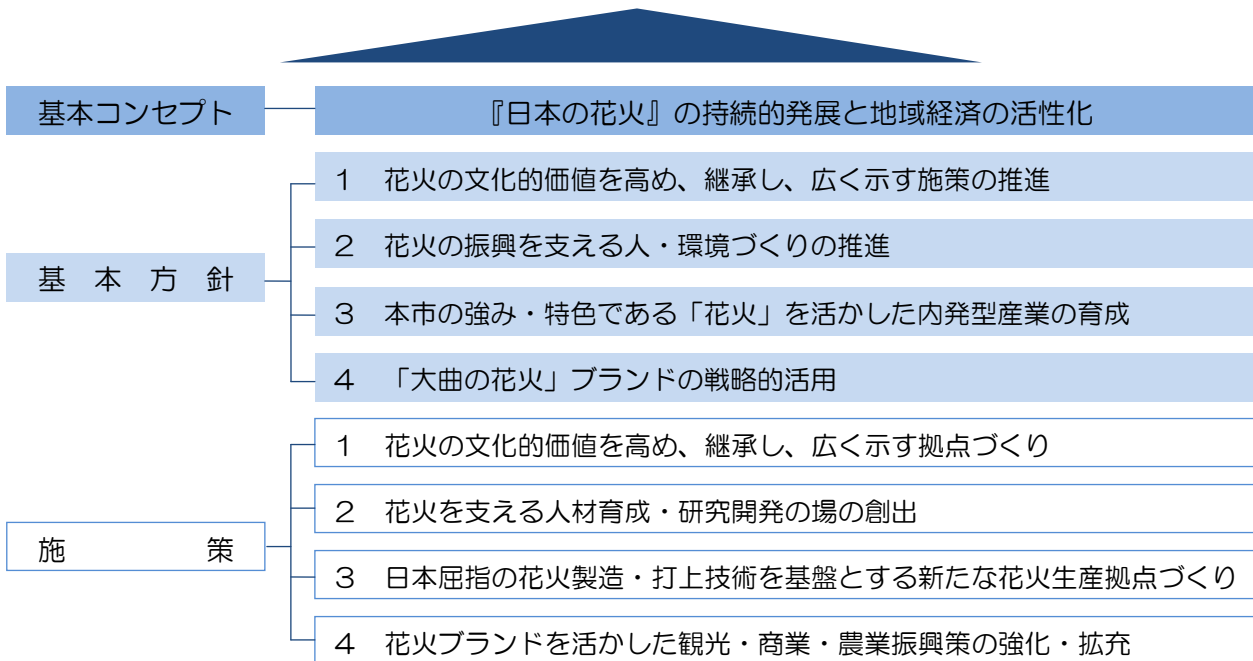 基本コンセプト
『日本の花火』の持続的発展と地域経済の活性化
基本方針
1 花火の文化的価値を高め、継承し、広く示す施策の推進
2 花火の振興を支える人・環境づくりの推進
3 本市の強み・特色である「花火」を活かした内発型産業の育成
4 「大曲の花火」ブランドの戦略的活用
施策
1 花火の文化的価値を高め、継承し、広く示す拠点づくり
2 花火を支える人材育成・研究開発の場の創出
3 日本屈指の花火製造・打上技術を基盤とする新たな花火生産拠点づくり
4 花火ブランドを活かした観光・商業・農業振興策の強化・拡充